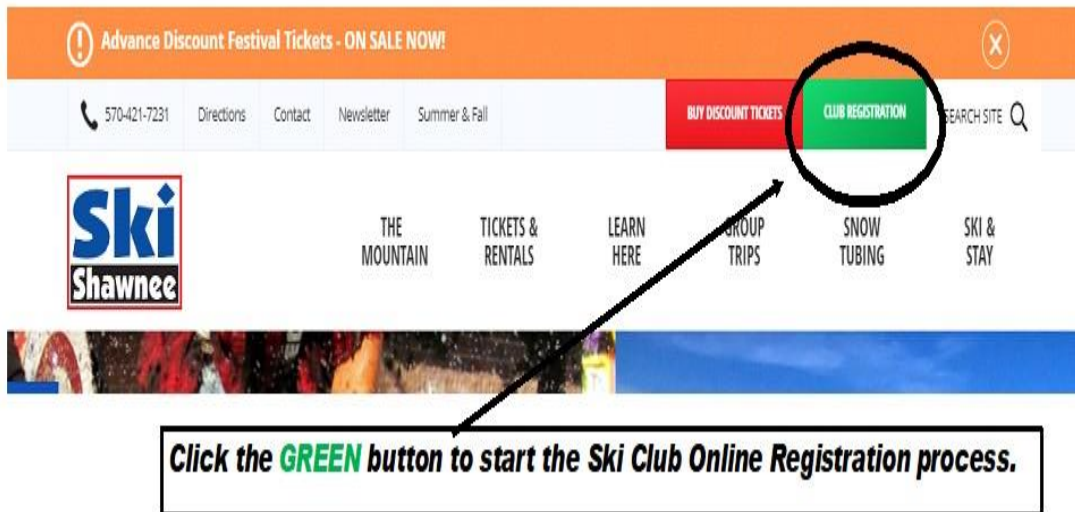 Advance Discount Festival Tickets - ON SALE NOW!
570-421-7231 Directions Contact Newsletter Summer & Fall BUY DISCOUNT TICKETS CLUB REGISTRATION SEARCH SITE
Ski
Shawnee
THE MOUNTAIN
TICKETS & RENTALS
LEARN HERE
GROUP TRIPS
SNOW TUBING
SKI & STAY
Click the GREEN button to start the Ski Club Online Registration process.